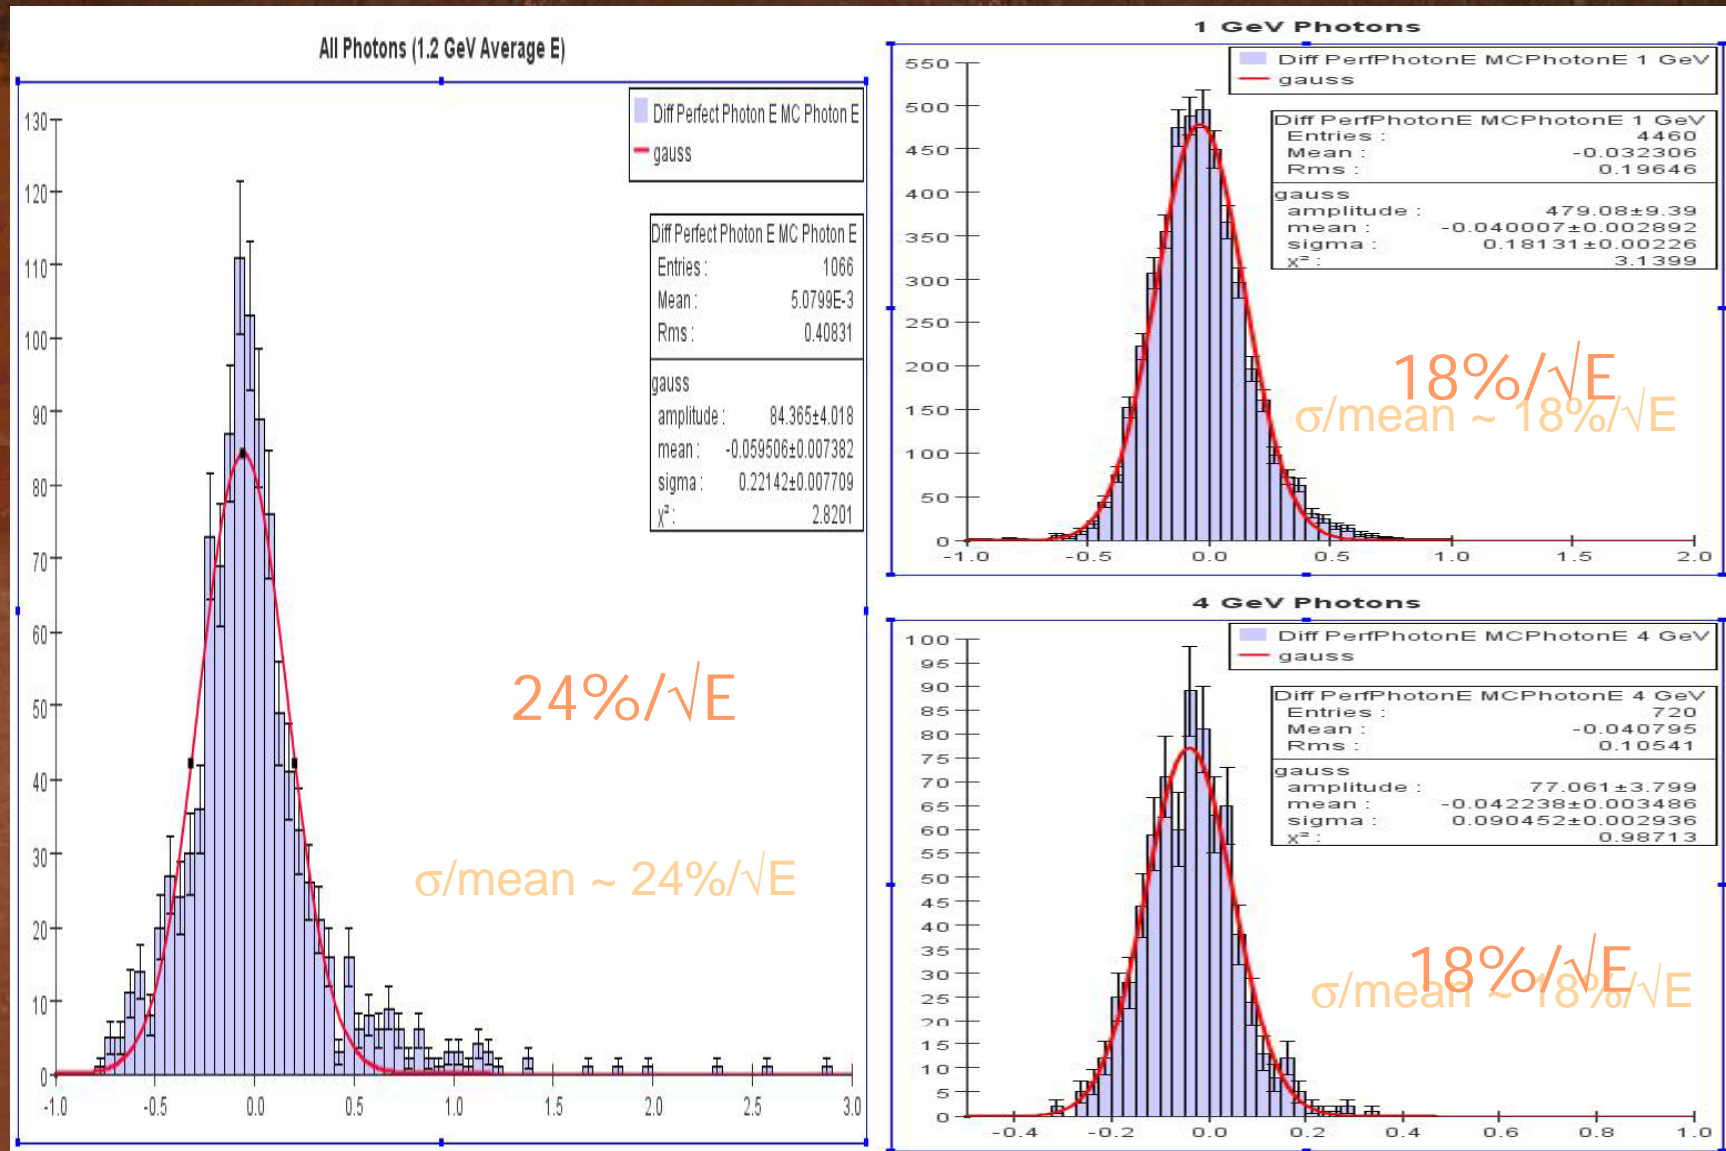 All Photons (1.2 GeV Average E)
Diff Perfect Photon E MC Photon E
gauss
Diff Perfect Photon E MC Photon E
Entries : 1066
Mean : 5.0799E-3
Rms : 0.40831
gauss
amplitude : 84.365±4.018
mean : -0.059506±0.007382
sigma : 0.22142±0.007709
χ² : 2.8201
130
120
110
100
90
80
70
60
50
40
30
20
10
0
-1.0 -0.5 0.0 0.5 1.0 1.5 2.0 2.5 3.0
24%/√E
σ/mean ~ 24%/√E
1 GeV Photons
Diff PerfPhotonE MCPhotonE 1 GeV
gauss
Diff PerfPhotonE MCPhotonE 1 GeV
Entries : 4460
Mean : -0.032306
Rms : 0.19646
gauss
amplitude : 479.08±9.39
mean : -0.040007±0.002892
sigma : 0.18131±0.00226
χ² : 3.1399
550
500
450
400
350
300
250
200
150
100
50
0
-1.0 -0.5 0.0 0.5 1.0 1.5 2.0
18%/√E
σ/mean ~ 18%/√E
4 GeV Photons
Diff PerfPhotonE MCPhotonE 4 GeV
gauss
Diff PerfPhotonE MCPhotonE 4 GeV
Entries : 720
Mean : -0.040795
Rms : 0.10541
gauss
amplitude : 77.061±3.799
mean : -0.042238±0.003486
sigma : 0.090452±0.002936
χ² : 0.98713
100
95
90
85
80
75
70
65
60
55
50
45
40
35
30
25
20
15
10
5
0
-0.4 -0.2 0.0 0.2 0.4 0.6 0.8 1.0
18%/√E
σ/mean ~ 18%/√E